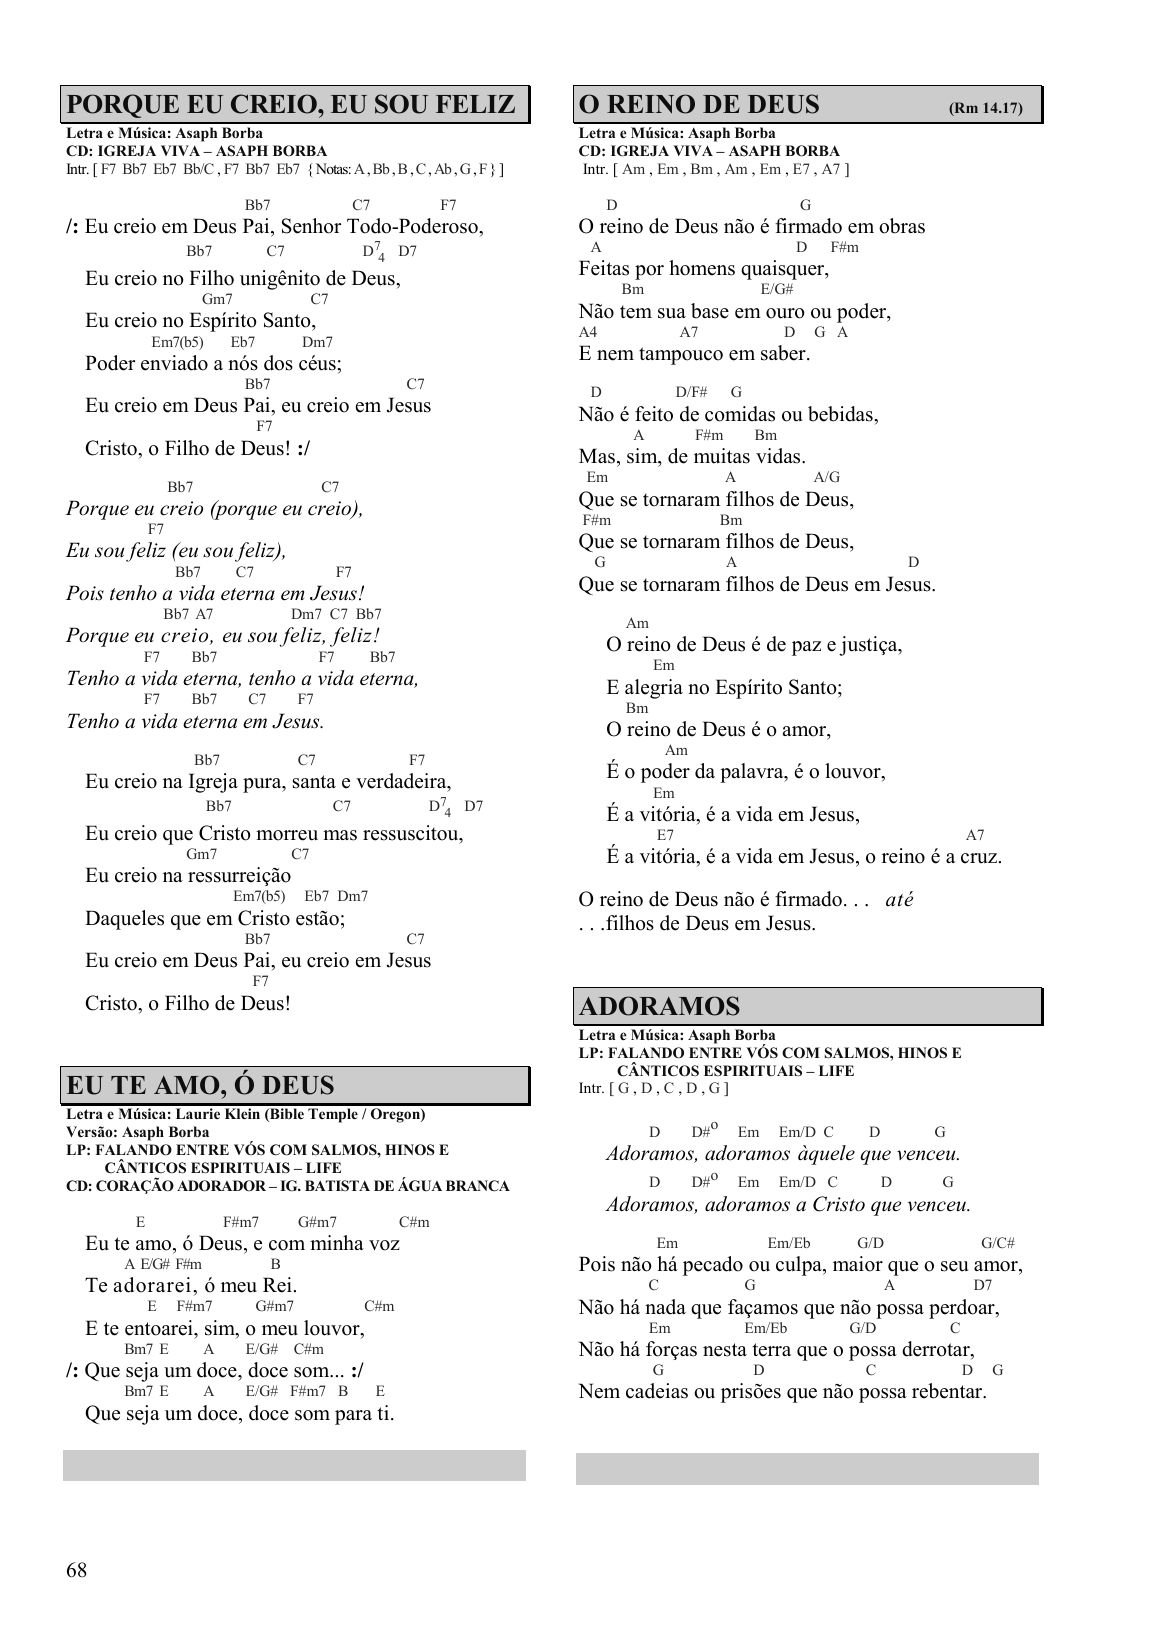 PORQUE EU CREIO, EU SOU FELIZ
Letra e Música: Asaph Borba
CD: IGREJA VIVA – ASAPH BORBA
Intr. [ F7 Bb7 Eb7 Bb/C , F7 Bb7 Eb7 { Notas: A , Bb , B , C , Ab , G , F } ]
Bb7 C7 F7
/: Eu creio em Deus Pai, Senhor Todo-Poderoso,
Bb7 C7 D7 4 D7
Eu creio no Filho unigênito de Deus,
Gm7 C7
Eu creio no Espírito Santo,
Em7(b5) Eb7 Dm7
Poder enviado a nós dos céus;
Bb7 C7
Eu creio em Deus Pai, eu creio em Jesus
F7
Cristo, o Filho de Deus! :/
Bb7 C7
Porque eu creio (porque eu creio),
F7
Eu sou feliz (eu sou feliz),
Bb7 C7 F7
Pois tenho a vida eterna em Jesus!
Bb7 A7 Dm7 C7 Bb7
Porque eu creio, eu sou feliz, feliz!
F7 Bb7 F7 Bb7
Tenho a vida eterna, tenho a vida eterna,
F7 Bb7 C7 F7
Tenho a vida eterna em Jesus.
Bb7 C7 F7
Eu creio na Igreja pura, santa e verdadeira,
Bb7 C7 D7 4 D7
Eu creio que Cristo morreu mas ressuscitou,
Gm7 C7
Eu creio na ressurreição
Em7(b5) Eb7 Dm7
Daqueles que em Cristo estão;
Bb7 C7
Eu creio em Deus Pai, eu creio em Jesus
F7
Cristo, o Filho de Deus!
EU TE AMO, Ó DEUS
Letra e Música: Laurie Klein (Bible Temple / Oregon)
Versão: Asaph Borba
LP: FALANDO ENTRE VÓS COM SALMOS, HINOS E
CÂNTICOS ESPIRITUAIS – LIFE
CD: CORAÇÃO ADORADOR – IG. BATISTA DE ÁGUA BRANCA
E F#m7 G#m7 C#m
Eu te amo, ó Deus, e com minha voz
A E/G# F#m B
Te adorarei, ó meu Rei.
E F#m7 G#m7 C#m
E te entoarei, sim, o meu louvor,
Bm7 E A E/G# C#m
/: Que seja um doce, doce som... :/
Bm7 E A E/G# F#m7 B E
Que seja um doce, doce som para ti.
O REINO DE DEUS (Rm 14.17)
Letra e Música: Asaph Borba
CD: IGREJA VIVA – ASAPH BORBA
Intr. [ Am , Em , Bm , Am , Em , E7 , A7 ]
D G
O reino de Deus não é firmado em obras
A D F#m
Feitas por homens quaisquer,
Bm E/G#
Não tem sua base em ouro ou poder,
A4 A7 D G A
E nem tampouco em saber.
D D/F# G
Não é feito de comidas ou bebidas,
A F#m Bm
Mas, sim, de muitas vidas.
Em A A/G
Que se tornaram filhos de Deus,
F#m Bm
Que se tornaram filhos de Deus,
G A D
Que se tornaram filhos de Deus em Jesus.
Am
O reino de Deus é de paz e justiça,
Em
E alegria no Espírito Santo;
Bm
O reino de Deus é o amor,
Am
É o poder da palavra, é o louvor,
Em
É a vitória, é a vida em Jesus,
E7 A7
É a vitória, é a vida em Jesus, o reino é a cruz.
O reino de Deus não é firmado. . . até
. . .filhos de Deus em Jesus.
ADORAMOS
Letra e Música: Asaph Borba
LP: FALANDO ENTRE VÓS COM SALMOS, HINOS E
CÂNTICOS ESPIRITUAIS – LIFE
Intr. [ G , D , C , D , G ]
D D#º Em Em/D C D G
Adoramos, adoramos àquele que venceu.
D D#º Em Em/D C D G
Adoramos, adoramos a Cristo que venceu.
Em Em/Eb G/D G/C#
Pois não há pecado ou culpa, maior que o seu amor,
C G A D7
Não há nada que façamos que não possa perdoar,
Em Em/Eb G/D C
Não há forças nesta terra que o possa derrotar,
G D C D G
Nem cadeias ou prisões que não possa rebentar.
68